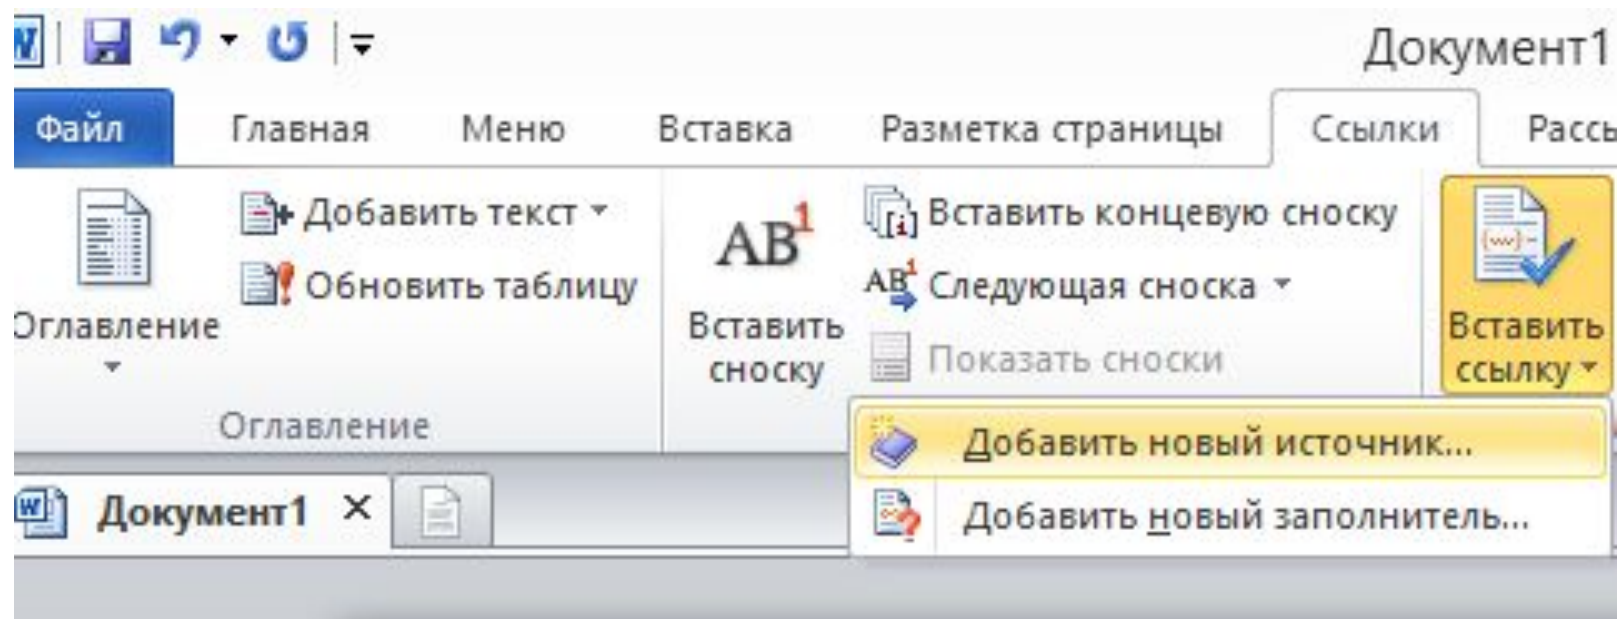 Документ1
Файл Главная Меню Вставка Разметка страницы Ссылки
Добавить текст
Обновить таблицу
Оглавление
Оглавление
AB1
Вставить
сноску
Вставить концевую сноску
AB1 Следующая сноска
Показать сноски
Вставить
ссылку
Добавить новый источник...
Добавить новый заполнитель...
Документ1